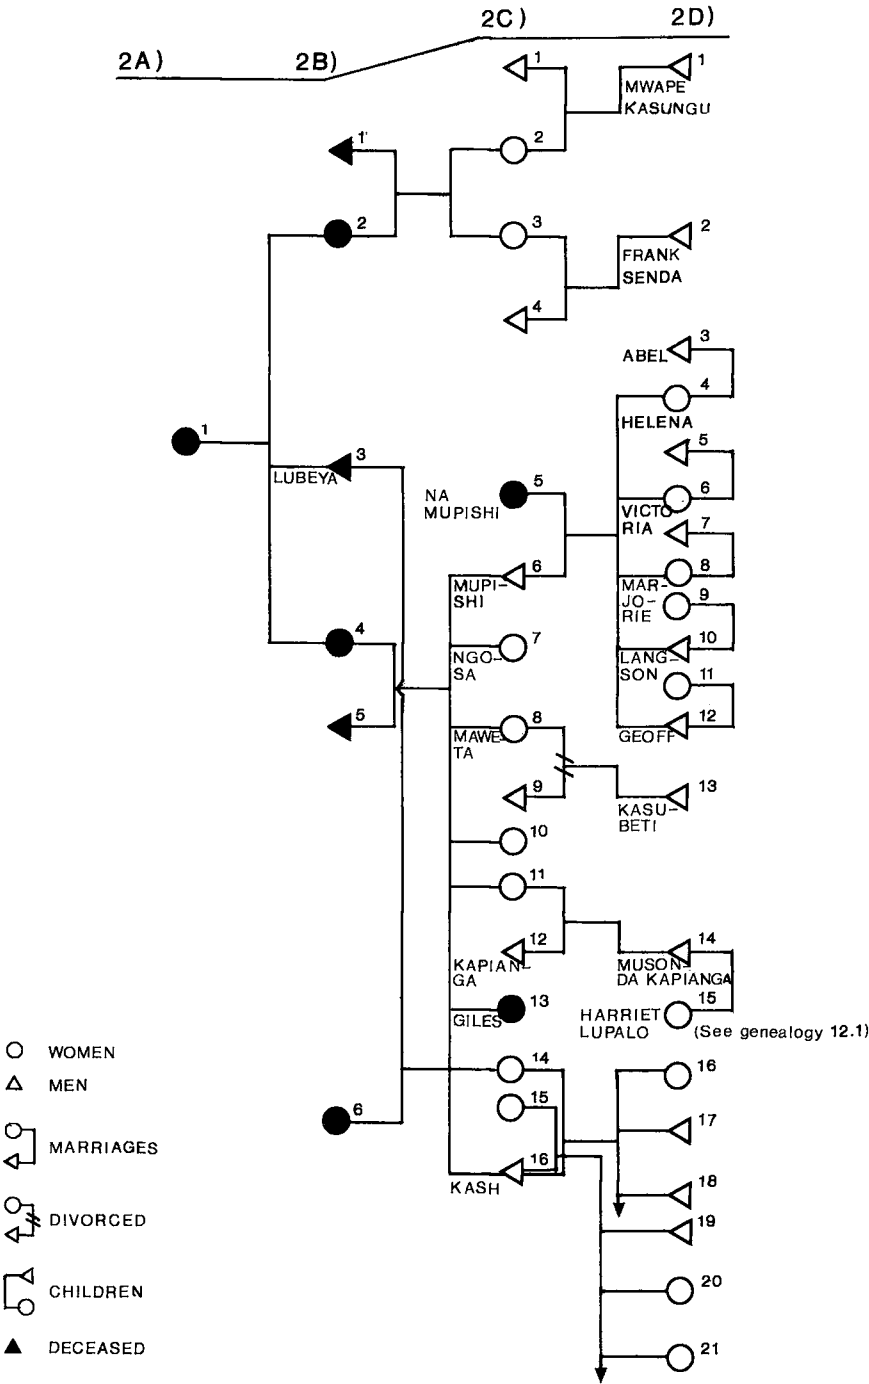 2A)
2B)
2C)
2D)
1
1
MWAPE
KASUNGU
1'
2
2
3
2
FRANK
SENDA
4
3
ABEL
4
HELENA
1
3
LUBEYA
5
NA
MUPISHI
5
6
VICTO
RIA
7
6
MUPI-
SHI
8
MAR-
JO-
RIE
9
4
7
NGO-
SA
10
LANG-
SON
11
5
8
MAWE-
TA
12
GEOFF
9
13
KASU-
BETI
10
11
12
KAPIAN-
GA
14
MUSON-
DA KAPIANGA
13
GILES
15
HARRIET
LUPALO
(See genealogy 12.1)
14
16
6
15
17
16
KASH
18
19
20
21
WOMEN
MEN
MARRIAGES
DIVORCED
CHILDREN
DECEASED